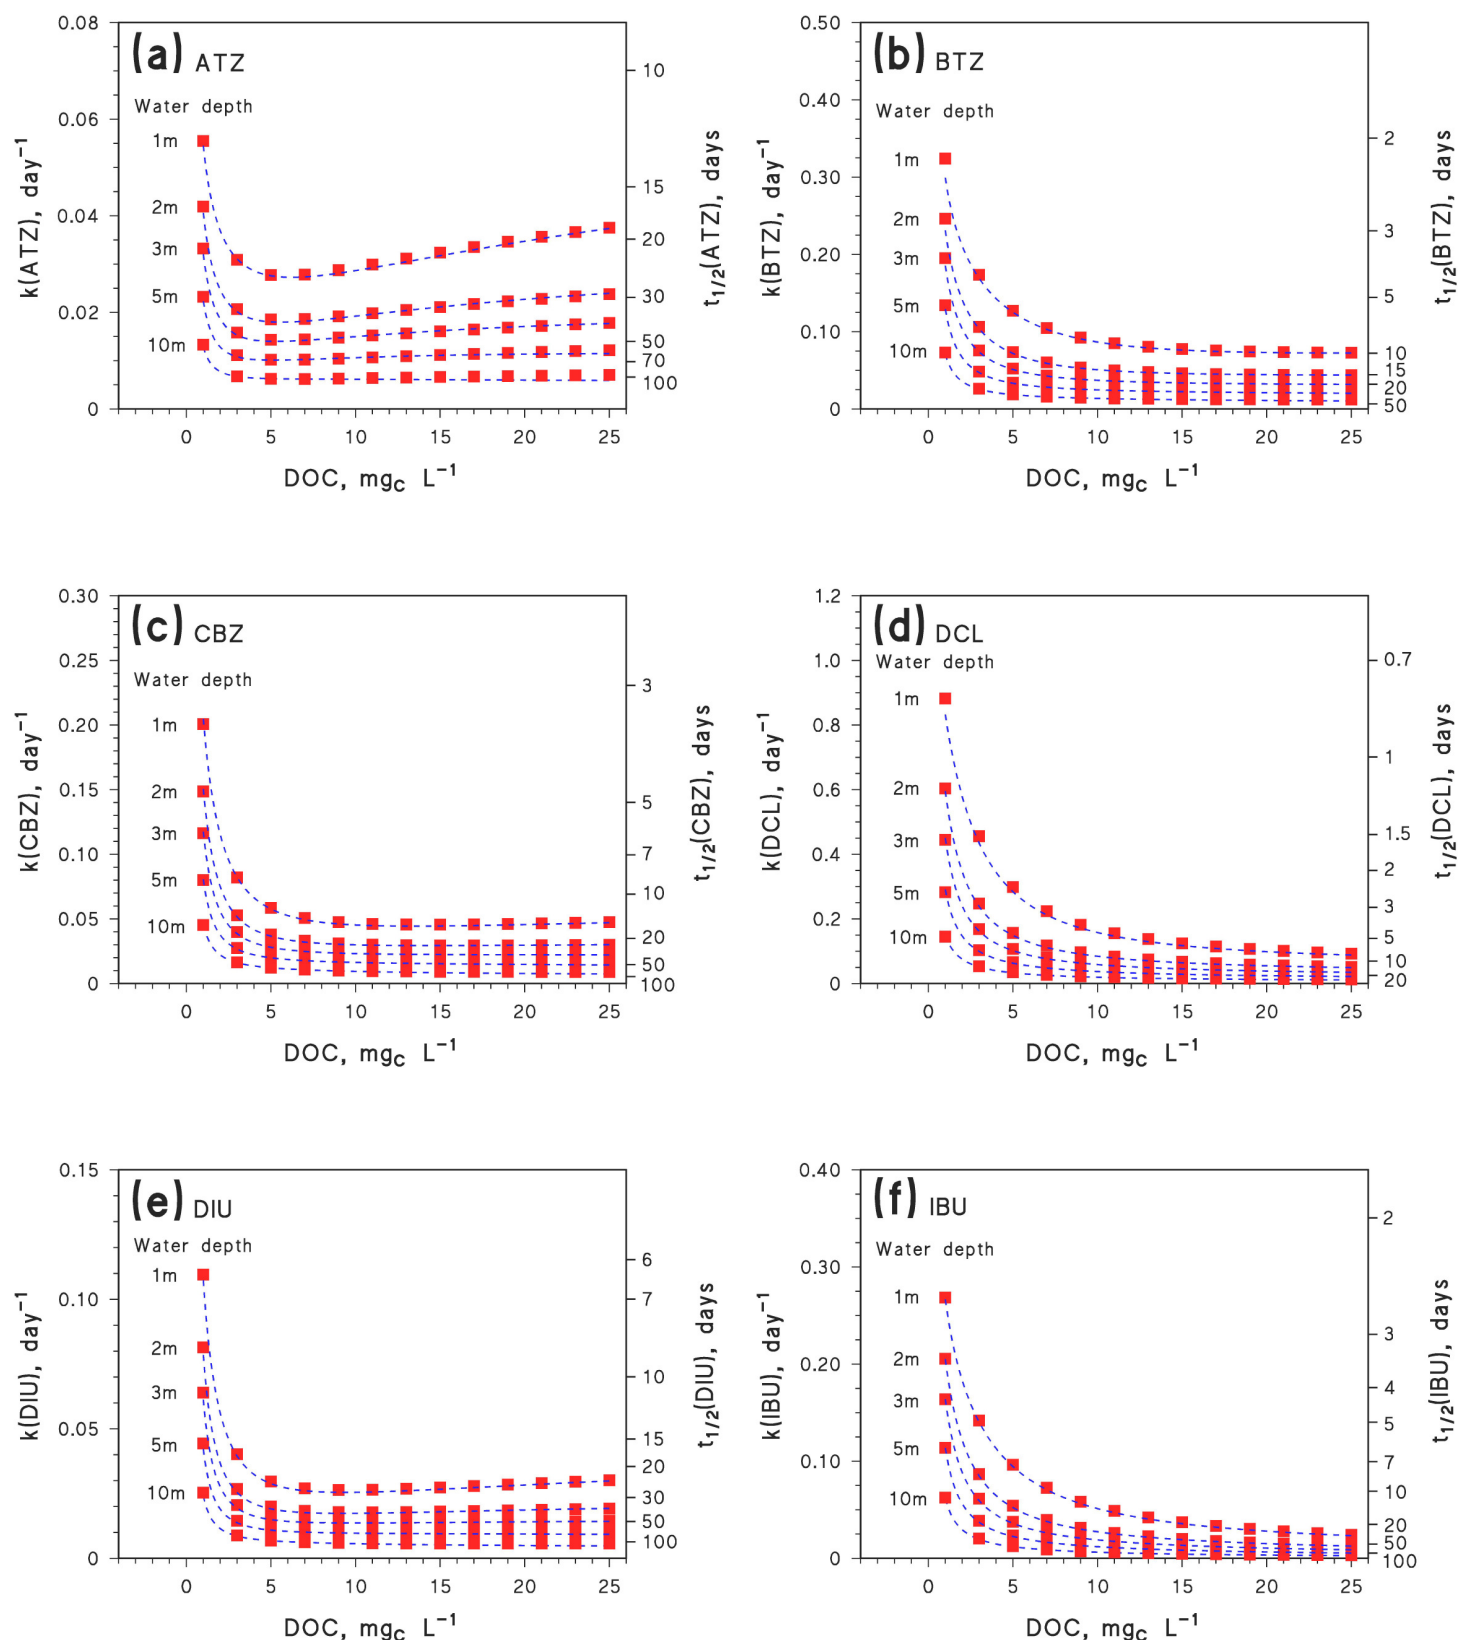 (a) ATZ
Water depth
1m
2m
3m
5m
10m
0.08
0.06
0.04
0.02
0
k(ATZ), day⁻¹
10
15
20
30
50
70
100
t1/2(ATZ), days
0 5 10 15 20 25
DOC, mgC L⁻¹
(b) BTZ
Water depth
1m
2m
3m
5m
10m
0.50
0.40
0.30
0.20
0.10
0
k(BTZ), day⁻¹
2
3
5
10
15
20
50
t1/2(BTZ), days
0 5 10 15 20 25
DOC, mgC L⁻¹
(c) CBZ
Water depth
1m
2m
3m
5m
10m
0.30
0.25
0.20
0.15
0.10
0.05
0
k(CBZ), day⁻¹
3
5
7
10
20
50
100
t1/2(CBZ), days
0 5 10 15 20 25
DOC, mgC L⁻¹
(d) DCL
Water depth
1m
2m
3m
5m
10m
1.2
1.0
0.8
0.6
0.4
0.2
0
k(DCL), day⁻¹
0.7
1
1.5
2
3
5
10
20
t1/2(DCL), days
0 5 10 15 20 25
DOC, mgC L⁻¹
(e) DIU
Water depth
1m
2m
3m
5m
10m
0.15
0.10
0.05
0
k(DIU), day⁻¹
6
7
10
15
20
30
50
100
t1/2(DIU), days
0 5 10 15 20 25
DOC, mgC L⁻¹
(f) IBU
Water depth
1m
2m
3m
5m
10m
0.40
0.30
0.20
0.10
0
k(IBU), day⁻¹
2
3
4
5
7
10
20
50
100
t1/2(IBU), days
0 5 10 15 20 25
DOC, mgC L⁻¹